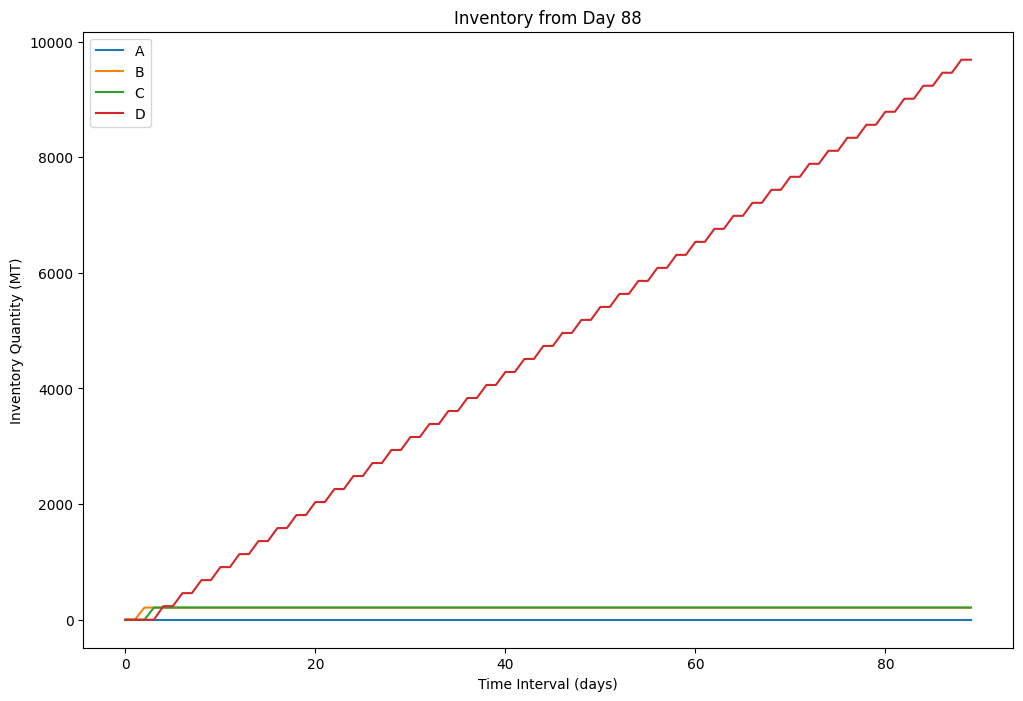 Inventory from Day 88
A
B
C
D
Inventory Quantity (MT)
10000
8000
6000
4000
2000
0
0 20 40 60 80
Time Interval (days)